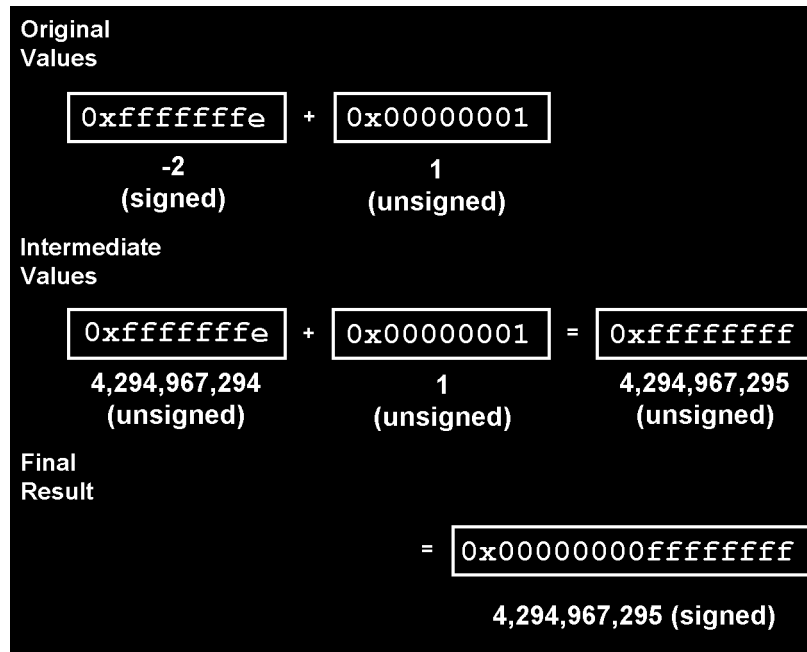 Original
Values
0xfffffffe + 0x00000001
-2 1
(signed) (unsigned)
Intermediate
Values
0xfffffffe + 0x00000001 = 0xffffffff
4,294,967,294 1 4,294,967,295
(unsigned) (unsigned) (unsigned)
Final
Result
= 0x00000000ffffffff
4,294,967,295 (signed)